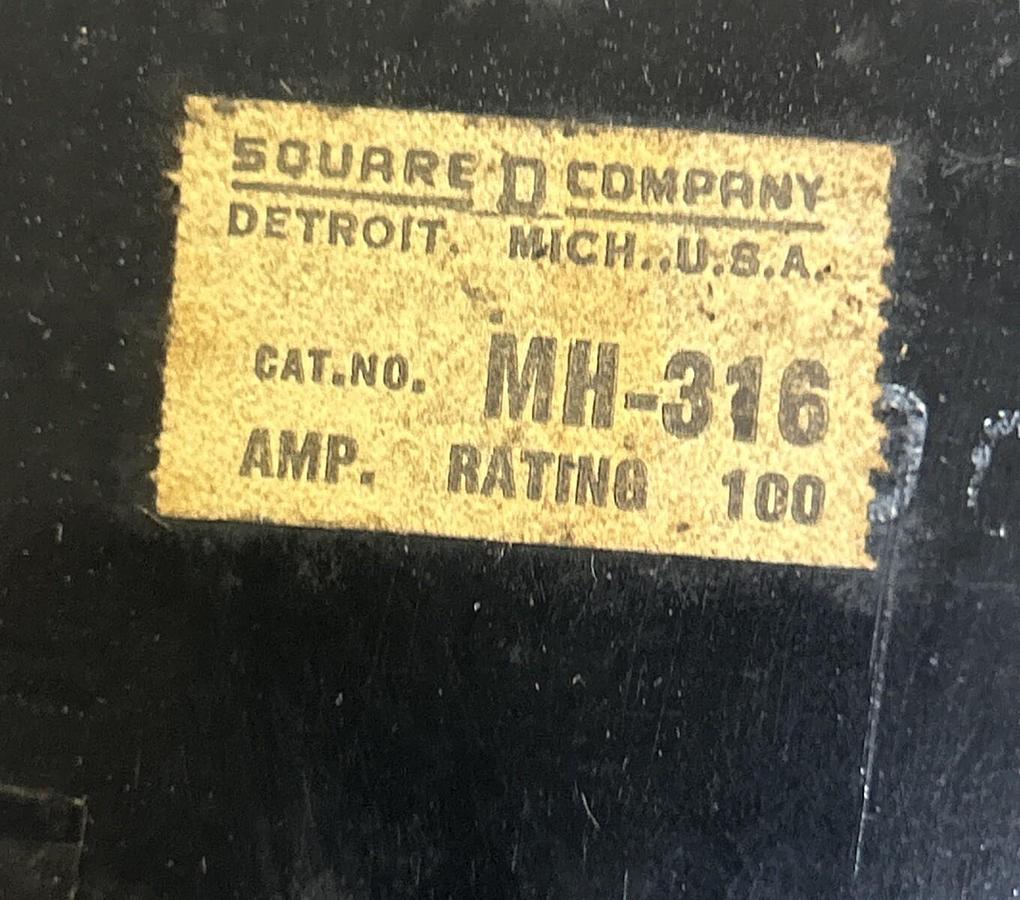 SQUARE D COMPANY
DETROIT. MICH..U.S.A.
CAT.NO. MH-316
AMP. RATING 100